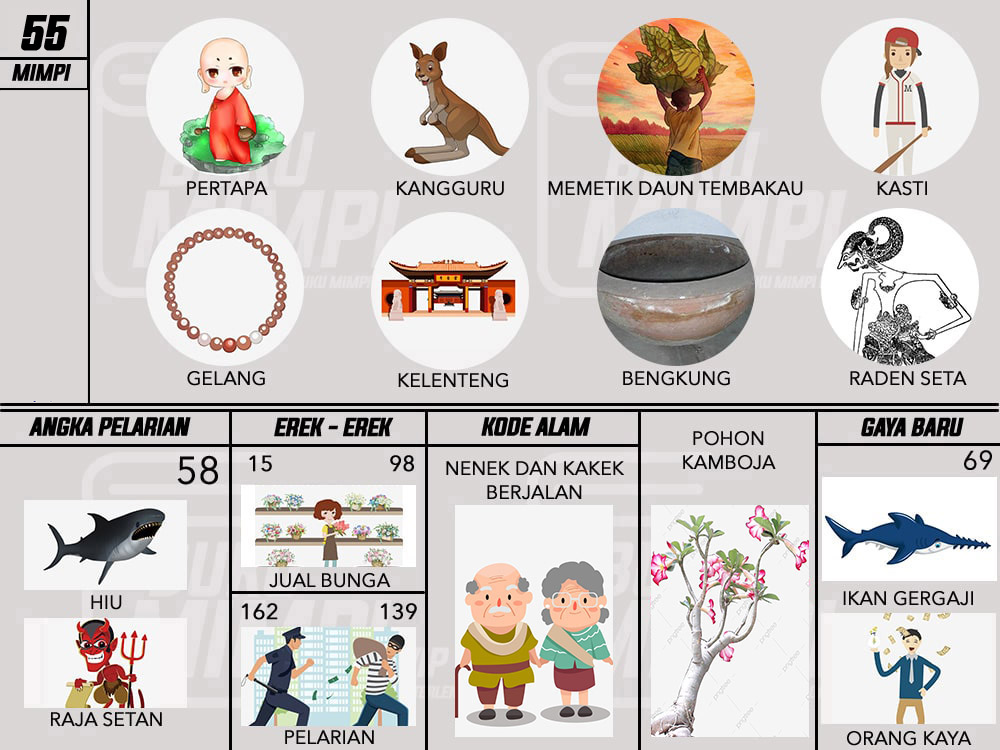 55
MIMPI
PERTAPA
KANGGURU
MEMETIK DAUN TEMBAKAU
M
KASTI
GELANG
KELENTENG
BENGKUNG
RADEN SETA
ANGKA PELARIAN
58
HIU
RAJA SETAN
EREK - EREK
15 98
JUAL BUNGA
162 139
PELARIAN
KODE ALAM
NENEK DAN KAKEK
BERJALAN
POHON
KAMBOJA
GAYA BARU
69
IKAN GERGAJI
ORANG KAYA
BUKU
MIMPI